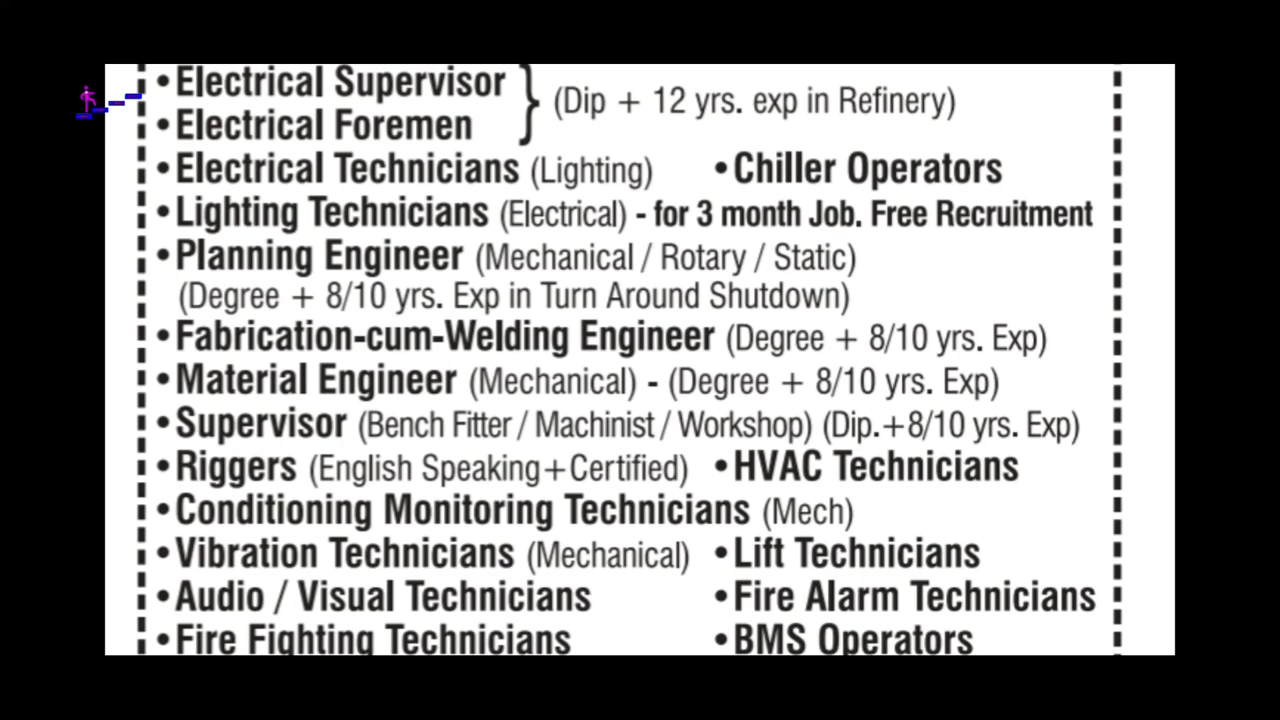 • Electrical Supervisor
• Electrical Foremen } (Dip + 12 yrs. exp in Refinery)
• Electrical Technicians (Lighting) • Chiller Operators
• Lighting Technicians (Electrical) - for 3 month Job. Free Recruitment
• Planning Engineer (Mechanical / Rotary / Static)
(Degree + 8/10 yrs. Exp in Turn Around Shutdown)
• Fabrication-cum-Welding Engineer (Degree + 8/10 yrs. Exp)
• Material Engineer (Mechanical) - (Degree + 8/10 yrs. Exp)
• Supervisor (Bench Fitter / Machinist / Workshop) (Dip.+8/10 yrs. Exp)
• Riggers (English Speaking+Certified) • HVAC Technicians
• Conditioning Monitoring Technicians (Mech)
• Vibration Technicians (Mechanical) • Lift Technicians
• Audio / Visual Technicians • Fire Alarm Technicians
• Fire Fighting Technicians • BMS Operators